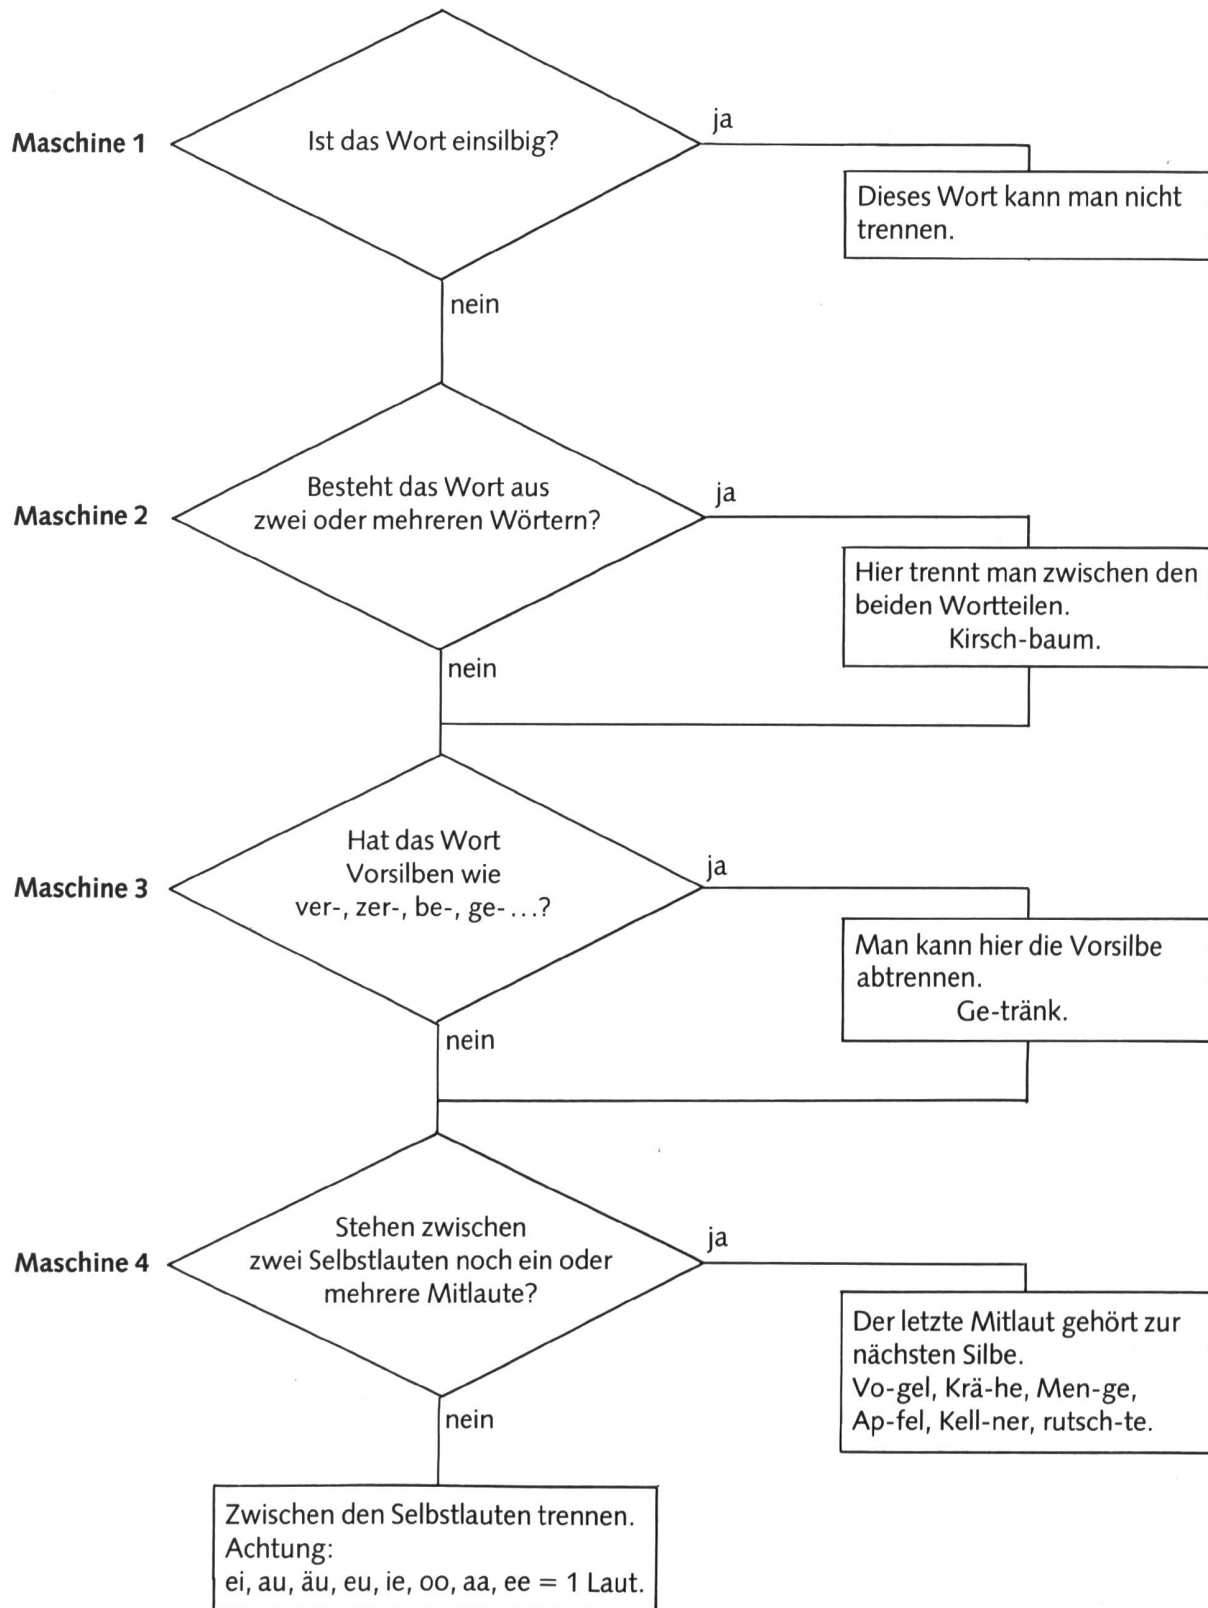 Maschine 1
Ist das Wort einsilbig?
ja
Dieses Wort kann man nicht
trennen.
nein
Maschine 2
Besteht das Wort aus
zwei oder mehreren Wörtern?
ja
Hier trennt man zwischen den
beiden Wortteilen.
Kirsch-baum.
nein
Maschine 3
Hat das Wort
Vorsilben wie
ver-, zer-, be-, ge- ...?
ja
Man kann hier die Vorsilbe
abtrennen.
Ge-tränk.
nein
Maschine 4
Stehen zwischen
zwei Selbstlauten noch ein oder
mehrere Mitlaute?
ja
Der letzte Mitlaut gehört zur
nächsten Silbe.
Vo-gel, Krä-he, Men-ge,
Ap-fel, Kell-ner, rutsch-te.
nein
Zwischen den Selbstlauten trennen.
Achtung:
ei, au, äu, eu, ie, oo, aa, ee = 1 Laut.